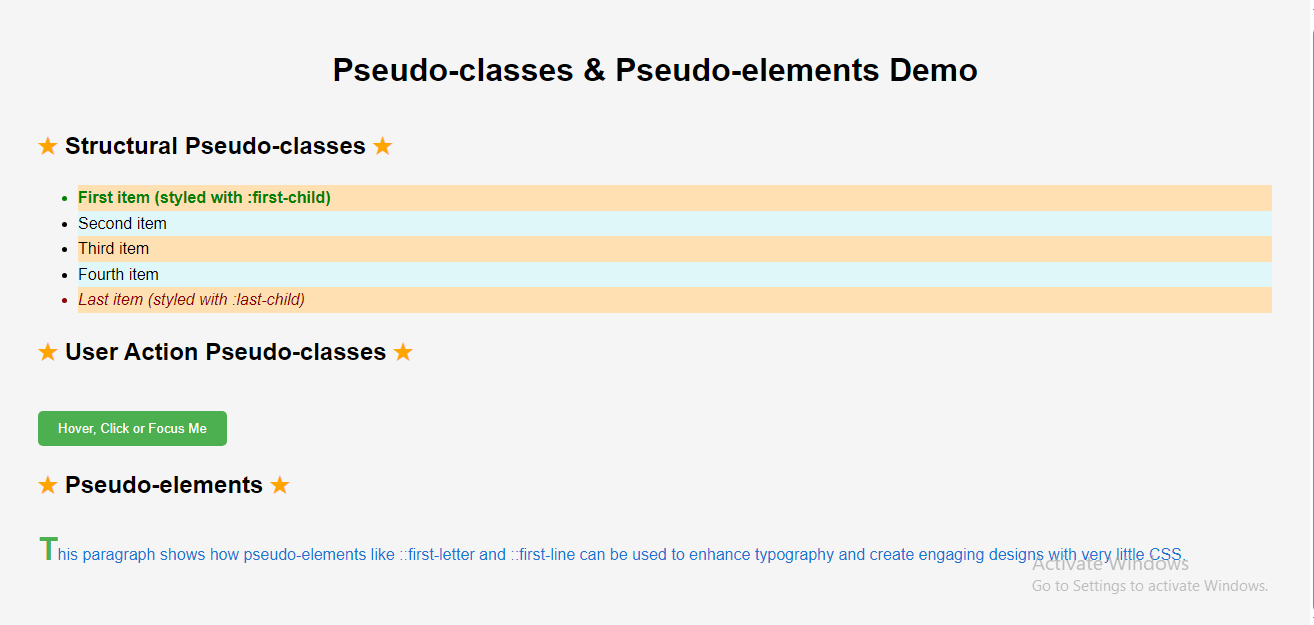 Pseudo-classes & Pseudo-elements Demo
★ Structural Pseudo-classes ★
• First item (styled with :first-child)
• Second item
• Third item
• Fourth item
• Last item (styled with :last-child)
★ User Action Pseudo-classes ★
Hover, Click or Focus Me
★ Pseudo-elements ★
This paragraph shows how pseudo-elements like ::first-letter and ::first-line can be used to enhance typography and create engaging designs with very little CSS.
Activate Windows
Go to Settings to activate Windows.